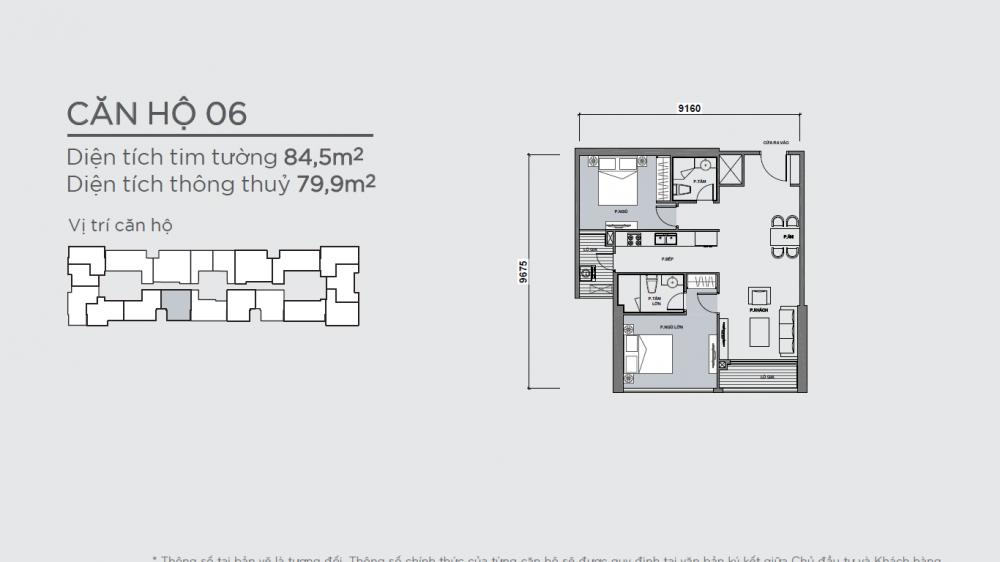 CĂN HỘ 06
Diện tích tim tường 84,5m²
Diện tích thông thuỷ 79,9m²
Vị trí căn hộ
9160
CỬA RA VÀO
9675
P.TẮM
P.NGỦ
P.ĂN
LÔ GIA
P.BẾP
P. TẮM
LỚN
P.KHÁCH
P.NGỦ LỚN
LÔ GIA
* Thông số tại bản vẽ là tương đối. Thông số chính thức của từng căn hộ sẽ được quy định tại văn bản ký kết giữa Chủ đầu tư và Khách hàng